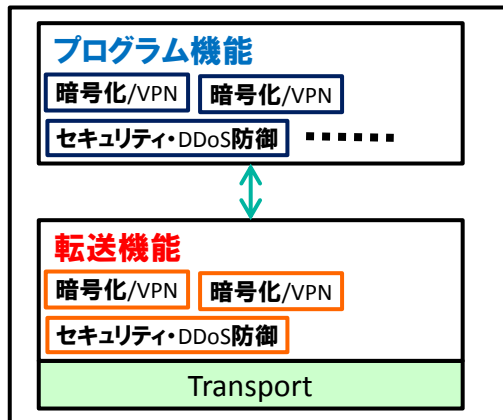 プログラム機能
暗号化/VPN 暗号化/VPN
セキュリティ・DDoS防御 ……
転送機能
暗号化/VPN 暗号化/VPN
セキュリティ・DDoS防御
Transport